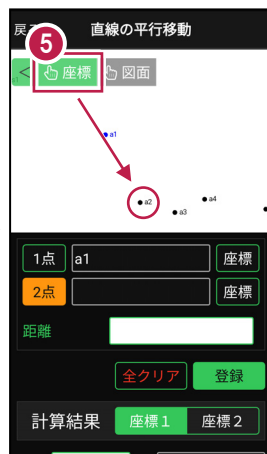 戻
直線の平行移動
5
< 座標 図面
a1
a2
a4
a3
1点 a1 座標
2点 座標
距離
全クリア 登録
計算結果 座標1 座標2